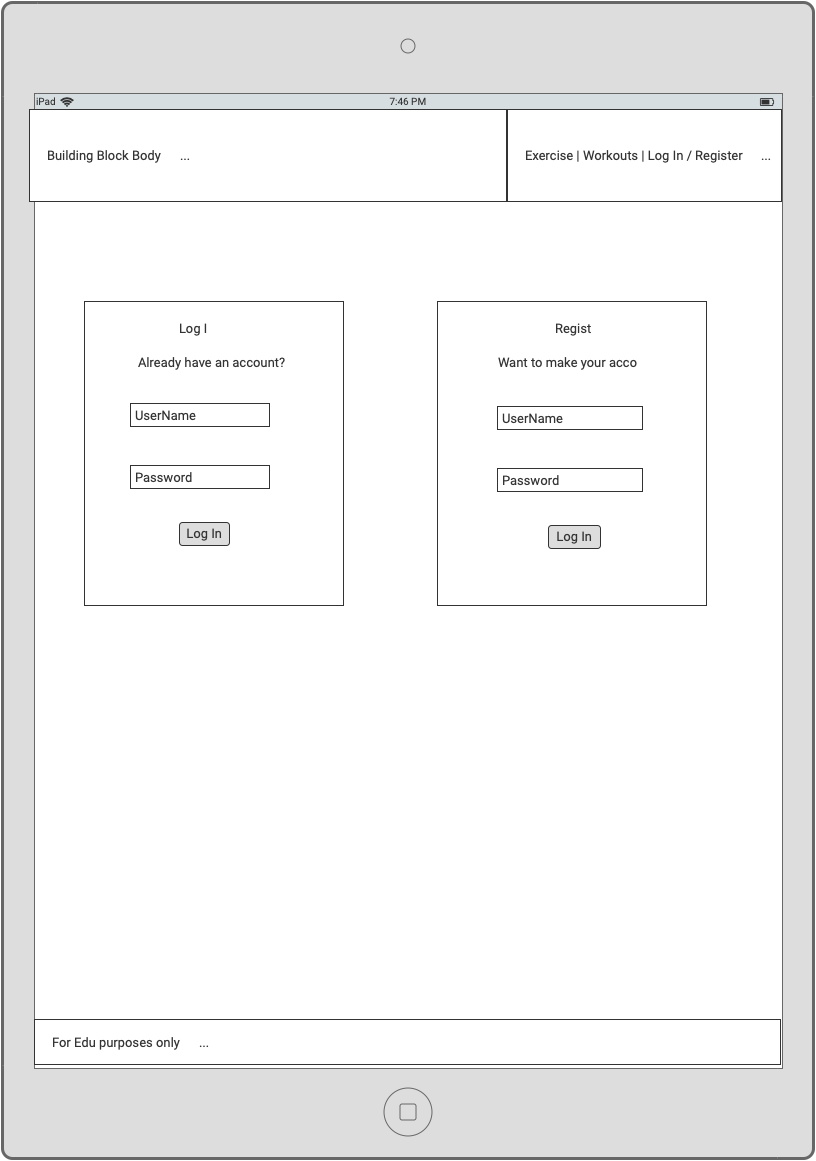 iPad 7:46 PM
Building Block Body ... Exercise | Workouts | Log In / Register ...
Log I
Already have an account?
UserName
Password
Log In
Regist
Want to make your acco
UserName
Password
Log In
For Edu purposes only ...